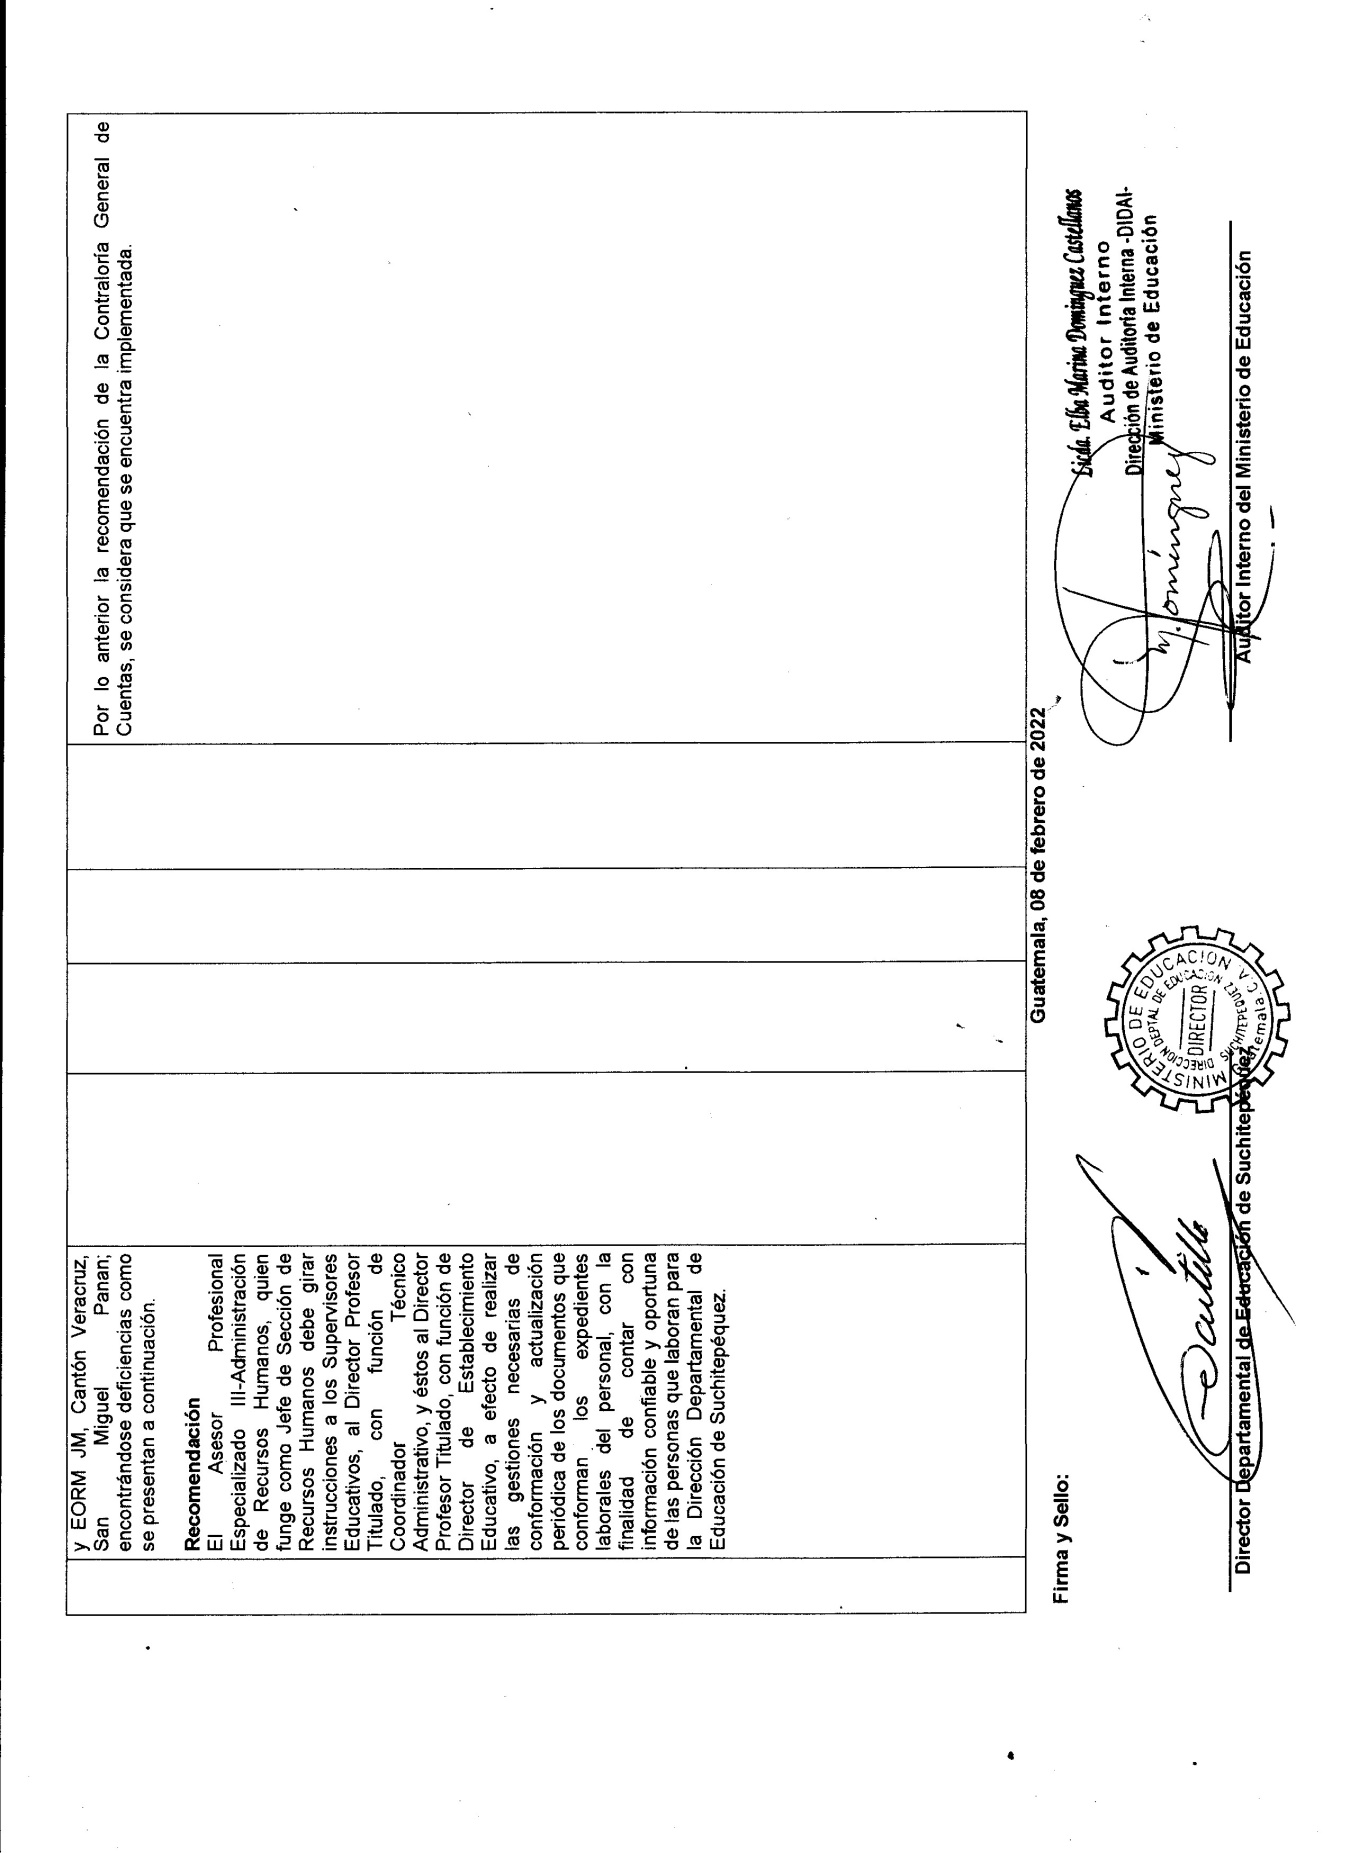 y EORM JM, Cantón Veracruz,
San Miguel Panan;
encontrándose deficiencias como
se presentan a continuación.
Recomendación
El Asesor Profesional
Especializado III-Administración
de Recursos Humanos, quien
funge como Jefe de Sección de
Recursos Humanos debe girar
instrucciones a los Supervisores
Educativos, al Director Profesor
Titulado, con función de
Coordinador Técnico
Administrativo, y éstos al Director
Profesor Titulado, con función de
Director de Establecimiento
Educativo, a efecto de realizar
las gestiones necesarias de
conformación y actualización
periódica de los documentos que
conforman los expedientes
laborales del personal, con la
finalidad de contar con
información confiable y oportuna
de las personas que laboran para
la Dirección Departamental de
Educación de Suchitepéquez.
Por lo anterior la recomendación de la Contraloría General de
Cuentas, se considera que se encuentra implementada.
Guatemala, 08 de febrero de 2022
Firma y Sello:
MINISTERIO DE EDUCACION
DIRECCION DEPTAL DE EDUCACION
DIRECTOR
SUCHITEPEQUEZ
Guatemala, C.A.
Director Departamental de Educación de Suchitepéquez
Licda. Elba Marina Dominguez Castellanos
Auditor Interno
Dirección de Auditoria Interna -DIDAI-
Ministerio de Educación
M. Domínguez
Auditor Interno del Ministerio de Educación